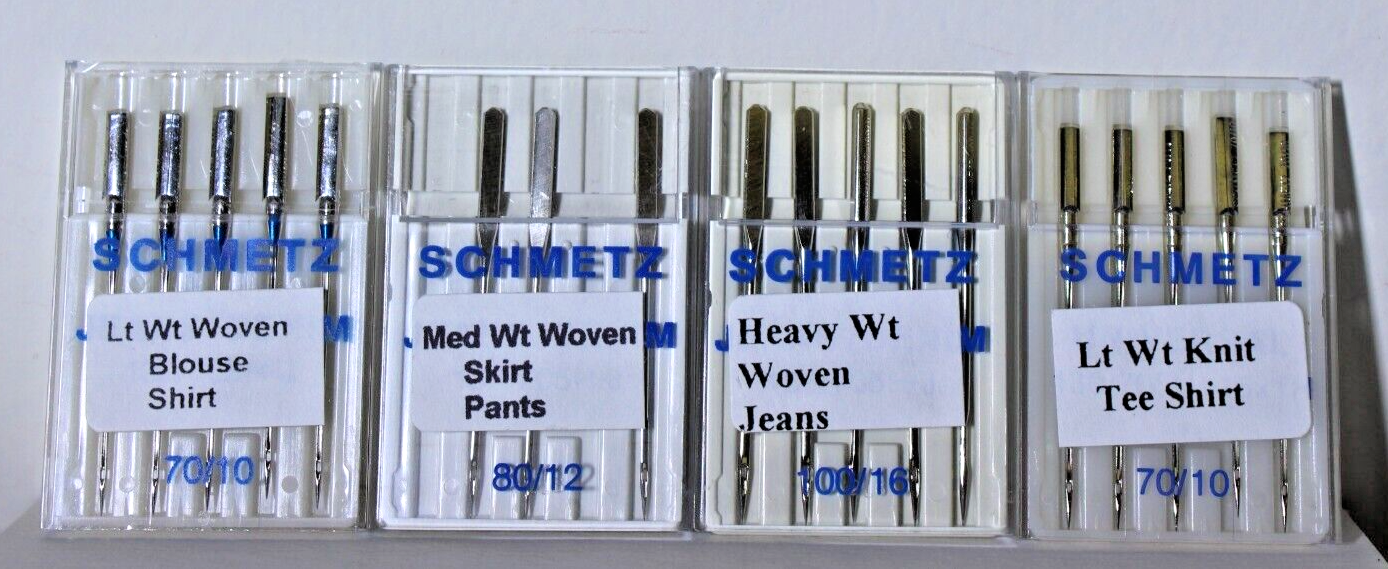 SCHMETZ
Lt Wt Woven
Blouse
Shirt
70/10
SCHMETZ
M
Med Wt Woven
Skirt
Pants
80/12
SCHMETZ
Heavy Wt
Woven
Jeans
100/16
SCHMETZ
Lt Wt Knit
Tee Shirt
70/10